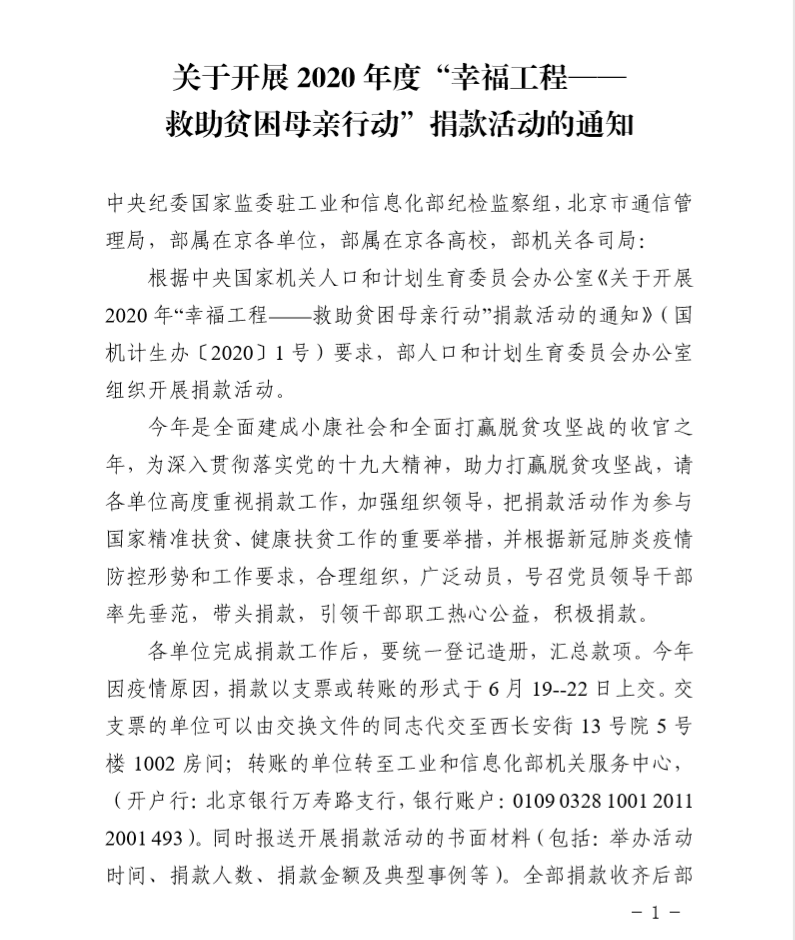 关于开展 2020 年度“幸福工程——
救助贫困母亲行动”捐款活动的通知
中央纪委国家监委驻工业和信息化部纪检监察组，北京市通信管
理局，部属在京各单位，部属在京各高校，部机关各司局：
根据中央国家机关人口和计划生育委员会办公室《关于开展
2020 年“幸福工程——救助贫困母亲行动”捐款活动的通知》（国
机计生办〔2020〕1 号）要求，部人口和计划生育委员会办公室
组织开展捐款活动。
今年是全面建成小康社会和全面打赢脱贫攻坚战的收官之
年，为深入贯彻落实党的十九大精神，助力打赢脱贫攻坚战，请
各单位高度重视捐款工作，加强组织领导，把捐款活动作为参与
国家精准扶贫、健康扶贫工作的重要举措，并根据新冠肺炎疫情
防控形势和工作要求，合理组织，广泛动员，号召党员领导干部
率先垂范，带头捐款，引领干部职工热心公益，积极捐款。
各单位完成捐款工作后，要统一登记造册，汇总款项。今年
因疫情原因，捐款以支票或转账的形式于 6 月 19--22 日上交。交
支票的单位可以由交换文件的同志代交至西长安街 13 号院 5 号
楼 1002 房间；转账的单位转至工业和信息化部机关服务中心，
（开户行：北京银行万寿路支行，银行账户：0109 0328 1001 2011
2001 493）。同时报送开展捐款活动的书面材料（包括：举办活动
时间、捐款人数、捐款金额及典型事例等）。全部捐款收齐后部
－ 1 －